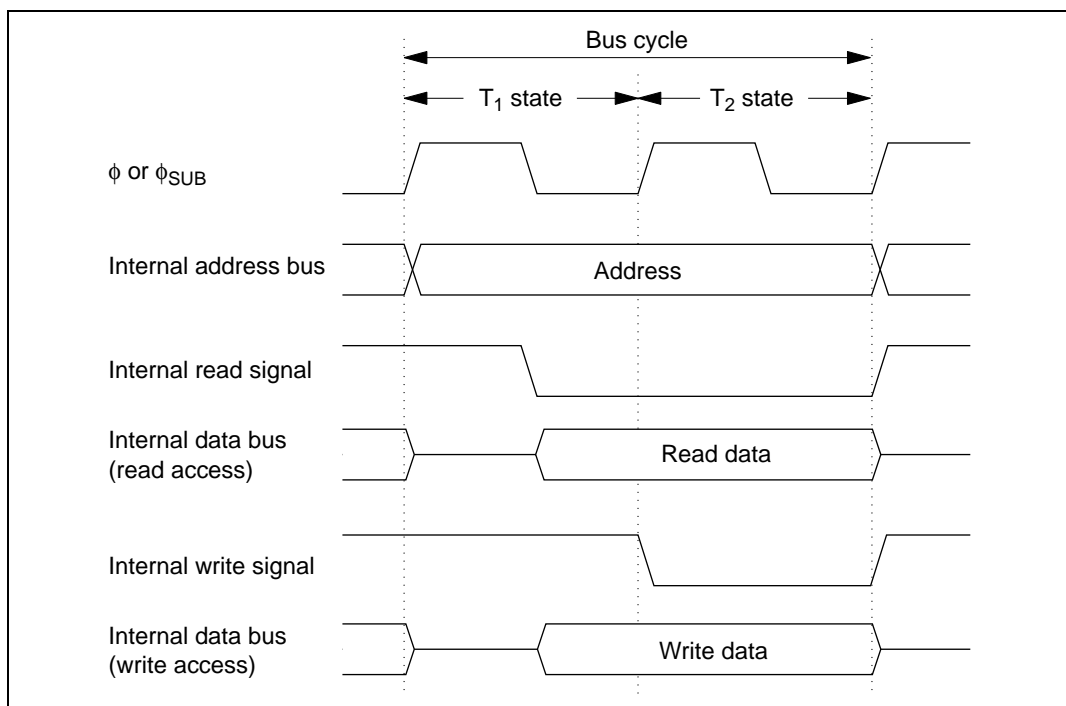 Bus cycle
T₁ state
T₂ state
ϕ or ϕSUB
Internal address bus
Address
Internal read signal
Internal data bus
(read access)
Read data
Internal write signal
Internal data bus
(write access)
Write data